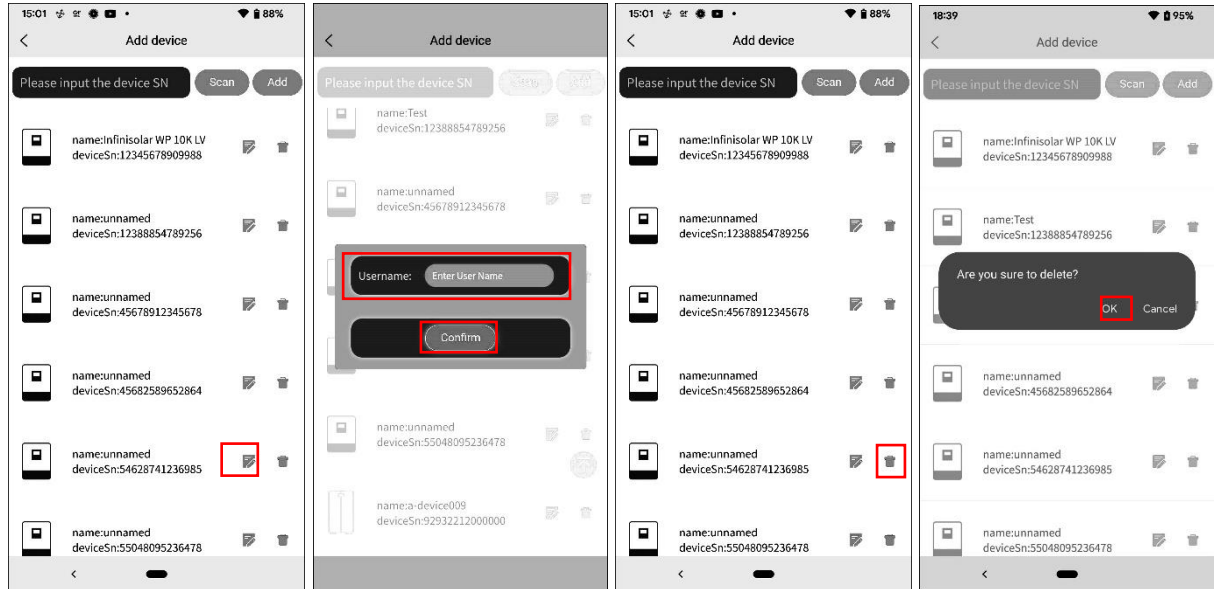 15:01 88%
Add device
Please input the device SN Scan Add
name:Infinisolar WP 10K LV
deviceSn:12345678909988
name:unnamed
deviceSn:12388854789256
name:unnamed
deviceSn:45678912345678
name:unnamed
deviceSn:45682589652864
name:unnamed
deviceSn:54628741236985
name:unnamed
deviceSn:55048095236478
Add device
Please input the device SN Scan Add
name:Test
deviceSn:12388854789256
name:unnamed
deviceSn:45678912345678
Username: Enter User Name
Confirm
name:unnamed
deviceSn:55048095236478
name:a-device009
deviceSn:92932212000000
15:01 88%
Add device
Please input the device SN Scan Add
name:Infinisolar WP 10K LV
deviceSn:12345678909988
name:unnamed
deviceSn:12388854789256
name:unnamed
deviceSn:45678912345678
name:unnamed
deviceSn:45682589652864
name:unnamed
deviceSn:54628741236985
name:unnamed
deviceSn:55048095236478
18:39 95%
Add device
Please input the device SN Scan Add
name:Infinisolar WP 10K LV
deviceSn:12345678909988
name:Test
deviceSn:12388854789256
Are you sure to delete?
OK Cancel
name:unnamed
deviceSn:45682589652864
name:unnamed
deviceSn:54628741236985
name:unnamed
deviceSn:55048095236478